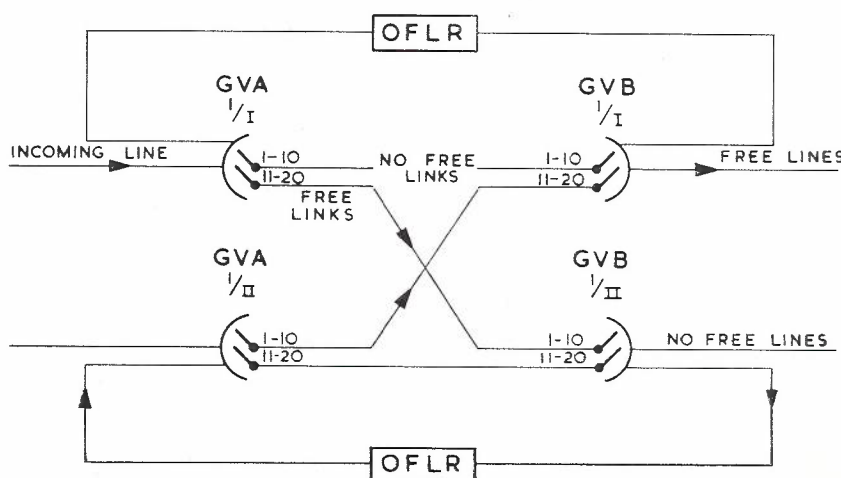 OFLR
GVA
1/I
GVB
1/I
INCOMING LINE
1-10
NO FREE
LINKS
1-10
FREE LINES
11-20
11-20
FREE
LINKS
GVA
1/II
GVB
1/II
1-10
1-10
NO FREE LINES
11-20
11-20
OFLR